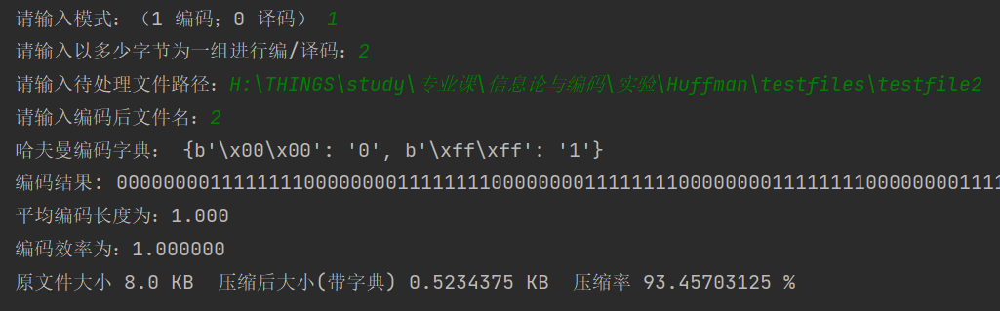 请输入模式：（1 编码；0 译码） 1
请输入以多少字节为一组进行编/译码：2
请输入待处理文件路径：H:\THINGS\study\专业课\信息论与编码\实验\Huffman\testfiles\testfile2
请输入编码后文件名：2
哈夫曼编码字典： {b'\x00\x00': '0', b'\xff\xff': '1'}
编码结果: 0000000011111111000000001111111100000000111111110000000011111111000000001111
平均编码长度为：1.000
编码效率为：1.000000
原文件大小 8.0 KB  压缩后大小(带字典) 0.5234375 KB  压缩率 93.45703125 %